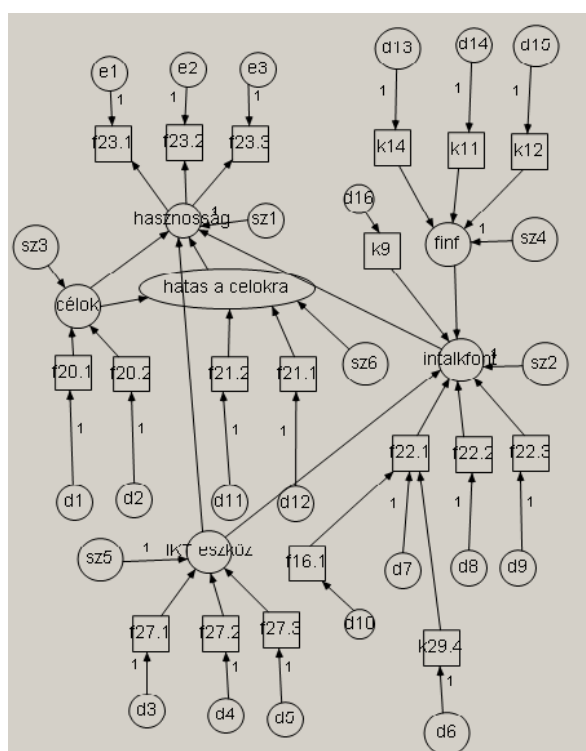 d13 d14 d15
e1 e2 e3
1 1 1
1 1 1
f23.1 f23.2 f23.3
k14 k11 k12
d16
hasznosság 1 sz1
finf 1 sz4
sz3
k9
hatas a celokra
célok
intalkfont 1 sz2
sz6
f20.1 f20.2 f21.2 f21.1
1 1 1 1
f22.1 f22.2 f22.3
1 1 1
d1 d2 d11 d12
sz5 1 IKT eszköz
f16.1
d7 d8 d9
d10
f27.1 f27.2 f27.3
k29.4
1 1 1
1
d3 d4 d5
d6